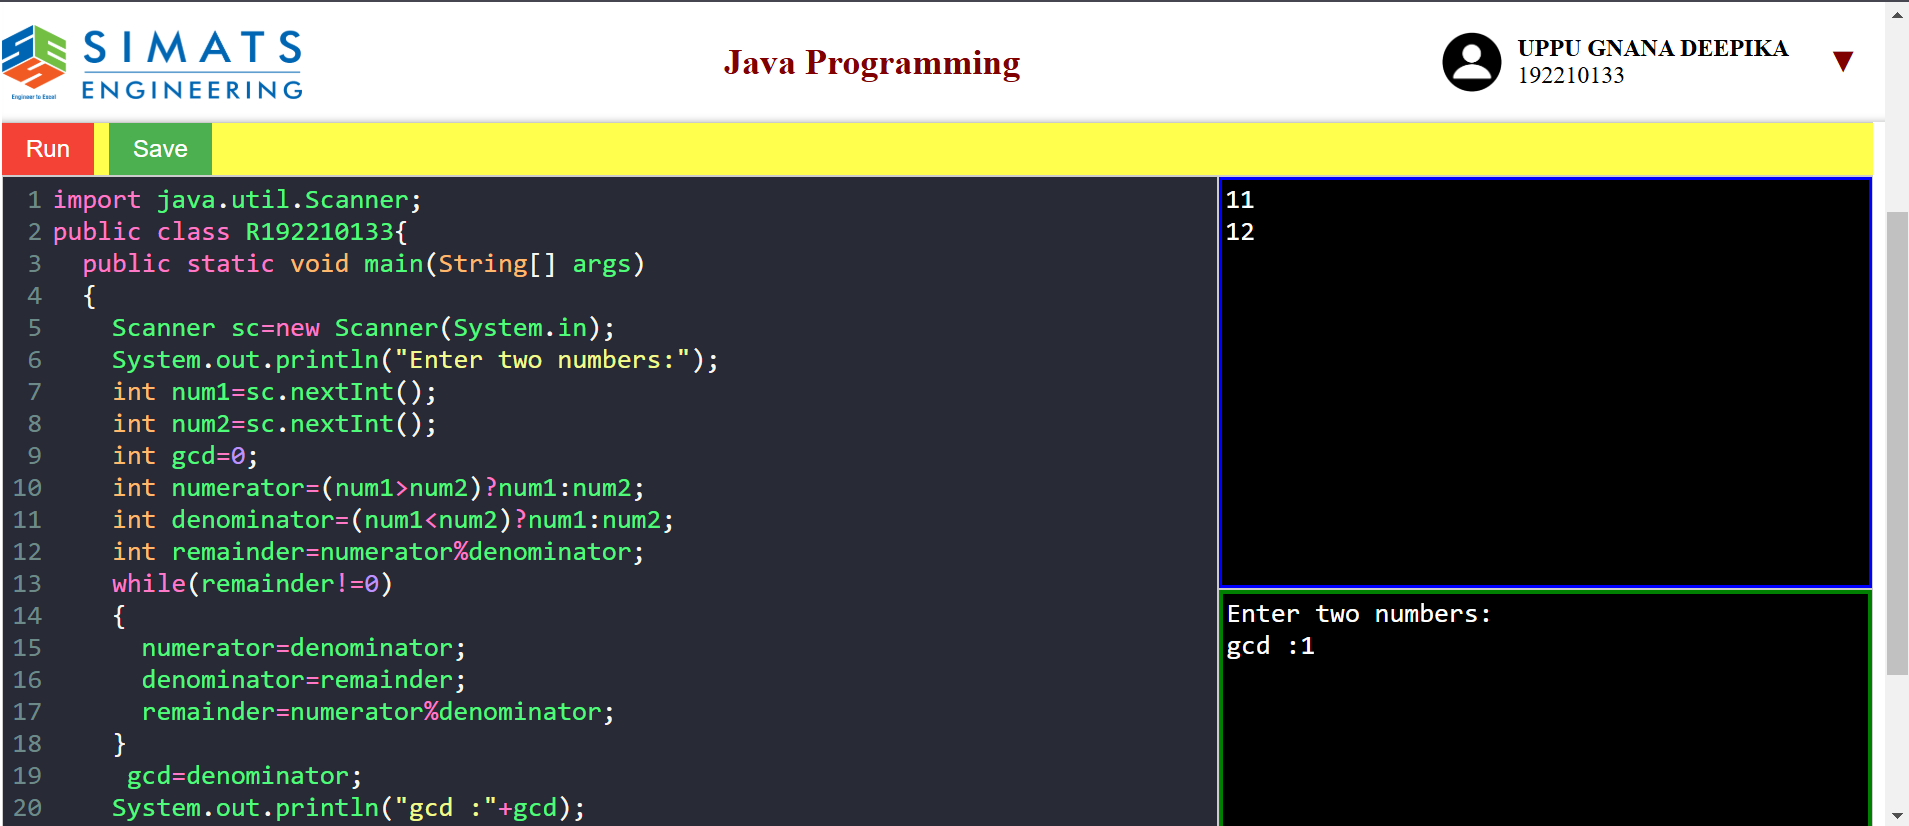 SIMATS
ENGINEERING
Engineer to Excel
Java Programming
UPPU GNANA DEEPIKA
192210133
Run
Save
1 import java.util.Scanner;
2 public class R192210133{
3   public static void main(String[] args)
4   {
5     Scanner sc=new Scanner(System.in);
6     System.out.println("Enter two numbers:");
7     int num1=sc.nextInt();
8     int num2=sc.nextInt();
9     int gcd=0;
10     int numerator=(num1>num2)?num1:num2;
11     int denominator=(num1<num2)?num1:num2;
12     int remainder=numerator%denominator;
13     while(remainder!=0)
14     {
15       numerator=denominator;
16       denominator=remainder;
17       remainder=numerator%denominator;
18     }
19      gcd=denominator;
20     System.out.println("gcd :"+gcd);
11
12
Enter two numbers:
gcd :1